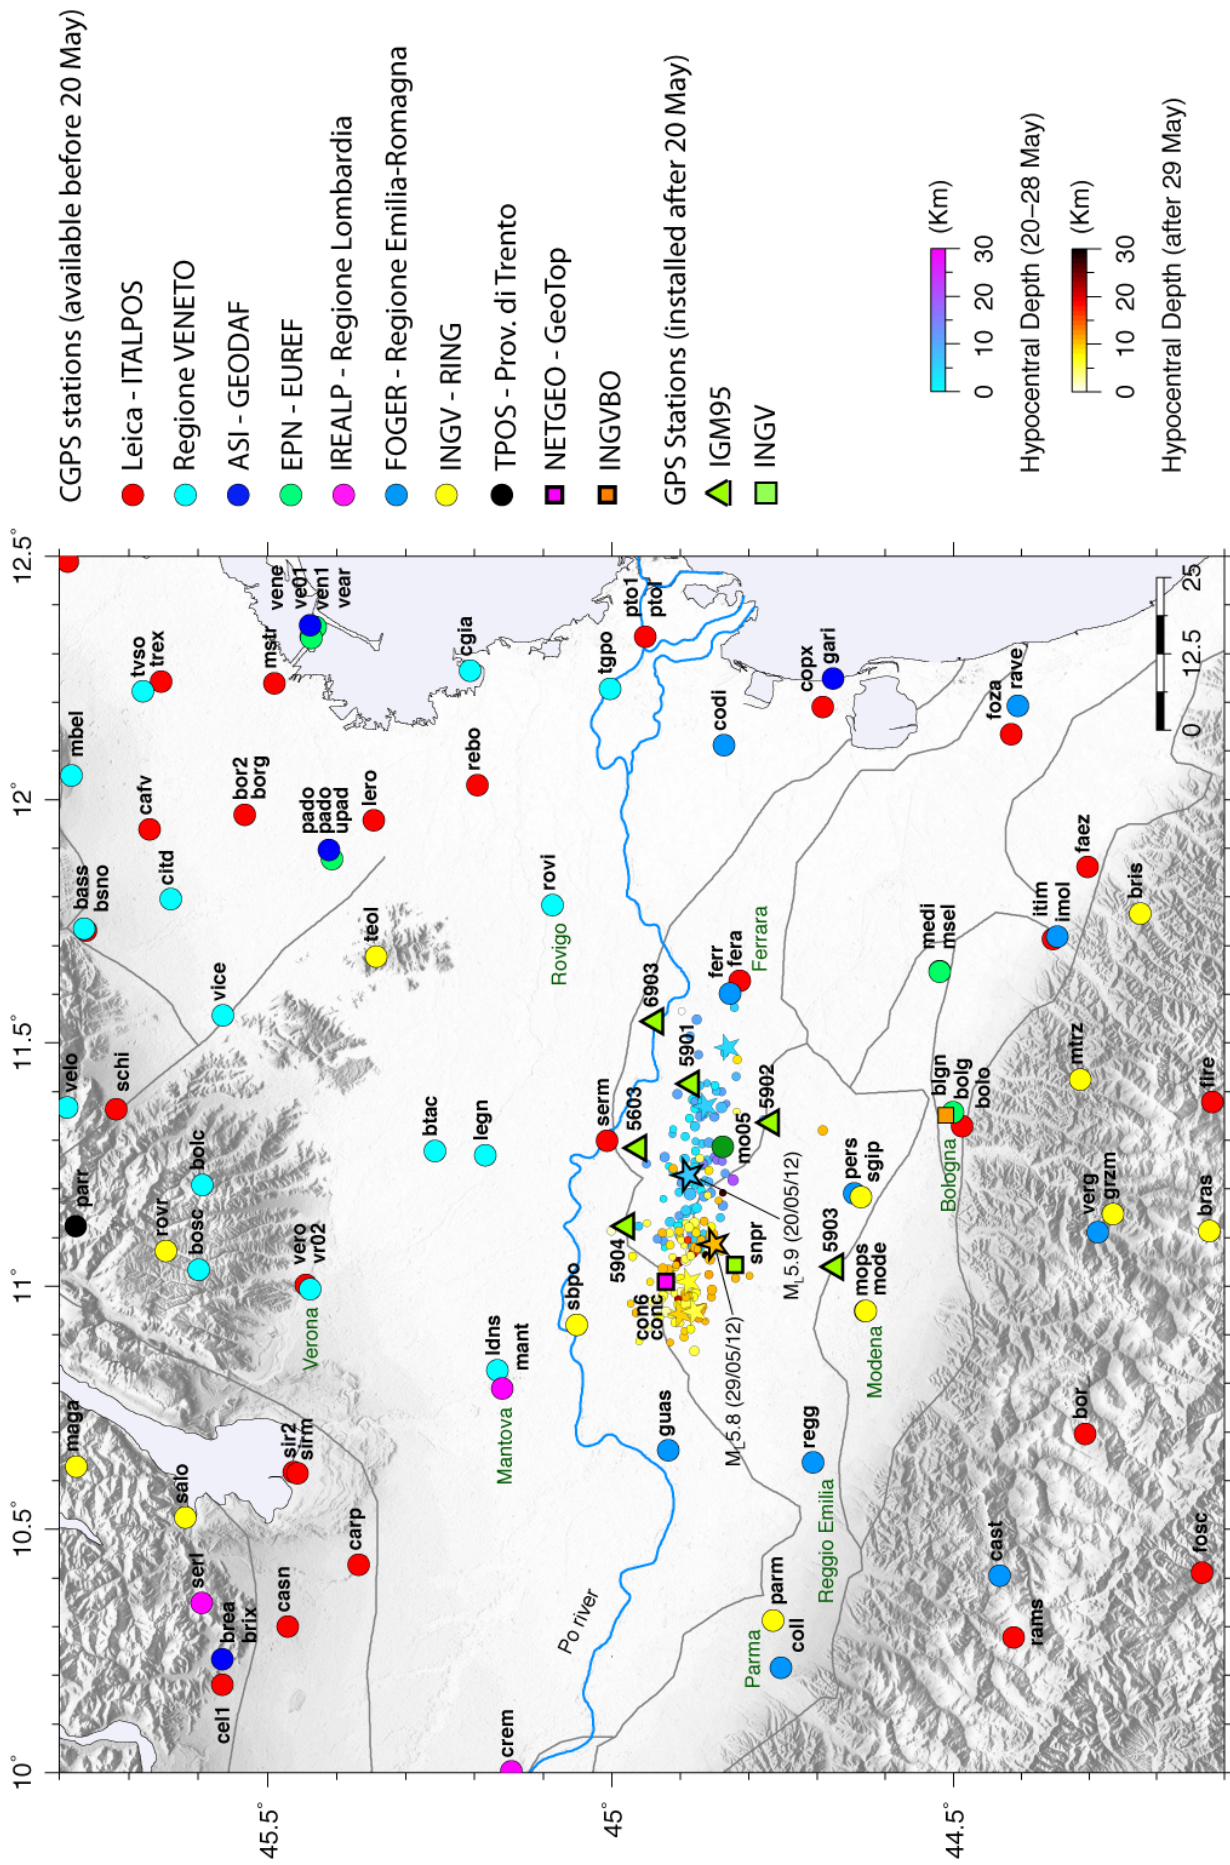 10°
10.5°
11°
11.5°
12°
12.5°
45.5°
45°
44.5°
maga
salo
serl
brea
brix
cel1
casn
carp
sir2
sirm
parr
velo
schi
rovr
bolc
bosc
vero
vr02
Verona
vice
bass
bsno
citd
cafv
mbel
tvso
trex
bor2
borg
pado
pado
upad
lero
teol
mstr
vene
ve01
ven1
vear
cgia
rebo
rovi
Rovigo
btac
legn
ldns
mant
Mantova
crem
Po river
sbpo
serm
tgpo
pto1
ptol
codi
guas
5904
5603
6903
5901
5902
5903
con6
conc
mo05
snpr
ferr
fera
Ferrara
ML5.9 (20/05/12)
ML5.8 (29/05/12)
copx
gari
foza
rave
parm
Parma
coll
regg
Reggio Emilia
mops
mode
Modena
pers
sgip
medi
msel
blgn
bolg
bolo
Bologna
itim
imol
faez
bris
mtrz
fire
verg
grzm
bras
bor
cast
rams
fosc
0 12.5 25
CGPS stations (available before 20 May)
Leica - ITALPOS
Regione VENETO
ASI - GEODAF
EPN - EUREF
IREALP - Regione Lombardia
FOGER - Regione Emilia-Romagna
INGV - RING
TPOS - Prov. di Trento
NETGEO - GeoTop
INGVBO
GPS Stations (installed after 20 May)
IGM95
INGV
(Km)
0 10 20 30
Hypocentral Depth (20–28 May)
(Km)
0 10 20 30
Hypocentral Depth (after 29 May)